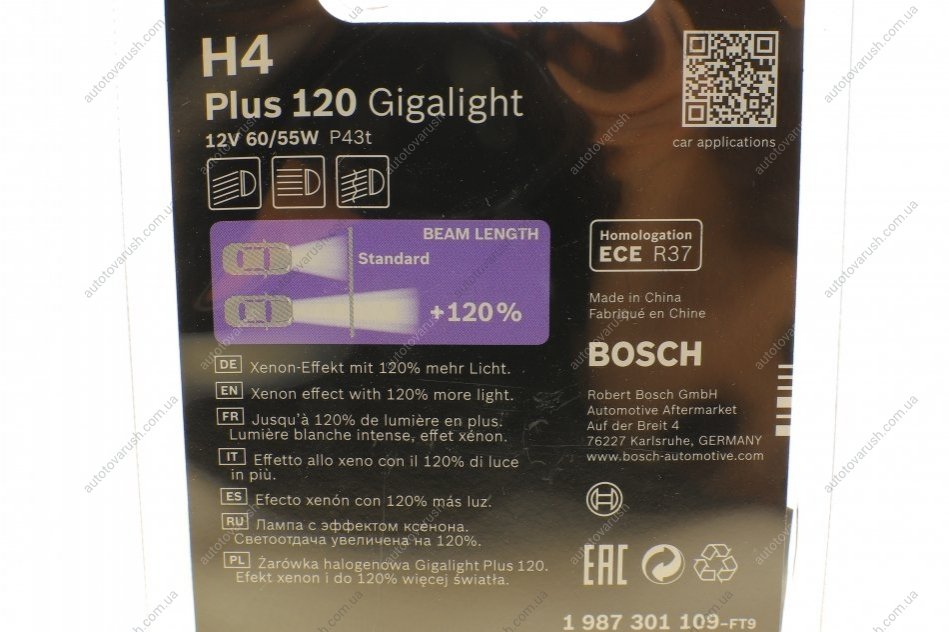 H4
Plus 120 Gigalight
12V 60/55W P43t
car applications
BEAM LENGTH
Standard
+120%
Homologation
ECE R37
Made in China
Fabriqué en Chine
BOSCH
Robert Bosch GmbH
Automotive Aftermarket
Auf der Breit 4
76227 Karlsruhe, GERMANY
www.bosch-automotive.com
DE Xenon-Effekt mit 120% mehr Licht.
EN Xenon effect with 120% more light.
FR Jusqu'à 120% de lumière en plus.
Lumière blanche intense, effet xénon.
IT Effetto allo xeno con il 120% di luce
in più.
ES Efecto xenón con 120% más luz.
RU Лампа с эффектом ксенона.
Светоотдача увеличена на 120%.
PL Żarówka halogenowa Gigalight Plus 120.
Efekt xenon i do 120% więcej światła.
EAC
1 987 301 109-FT9
autotovarush.com.ua